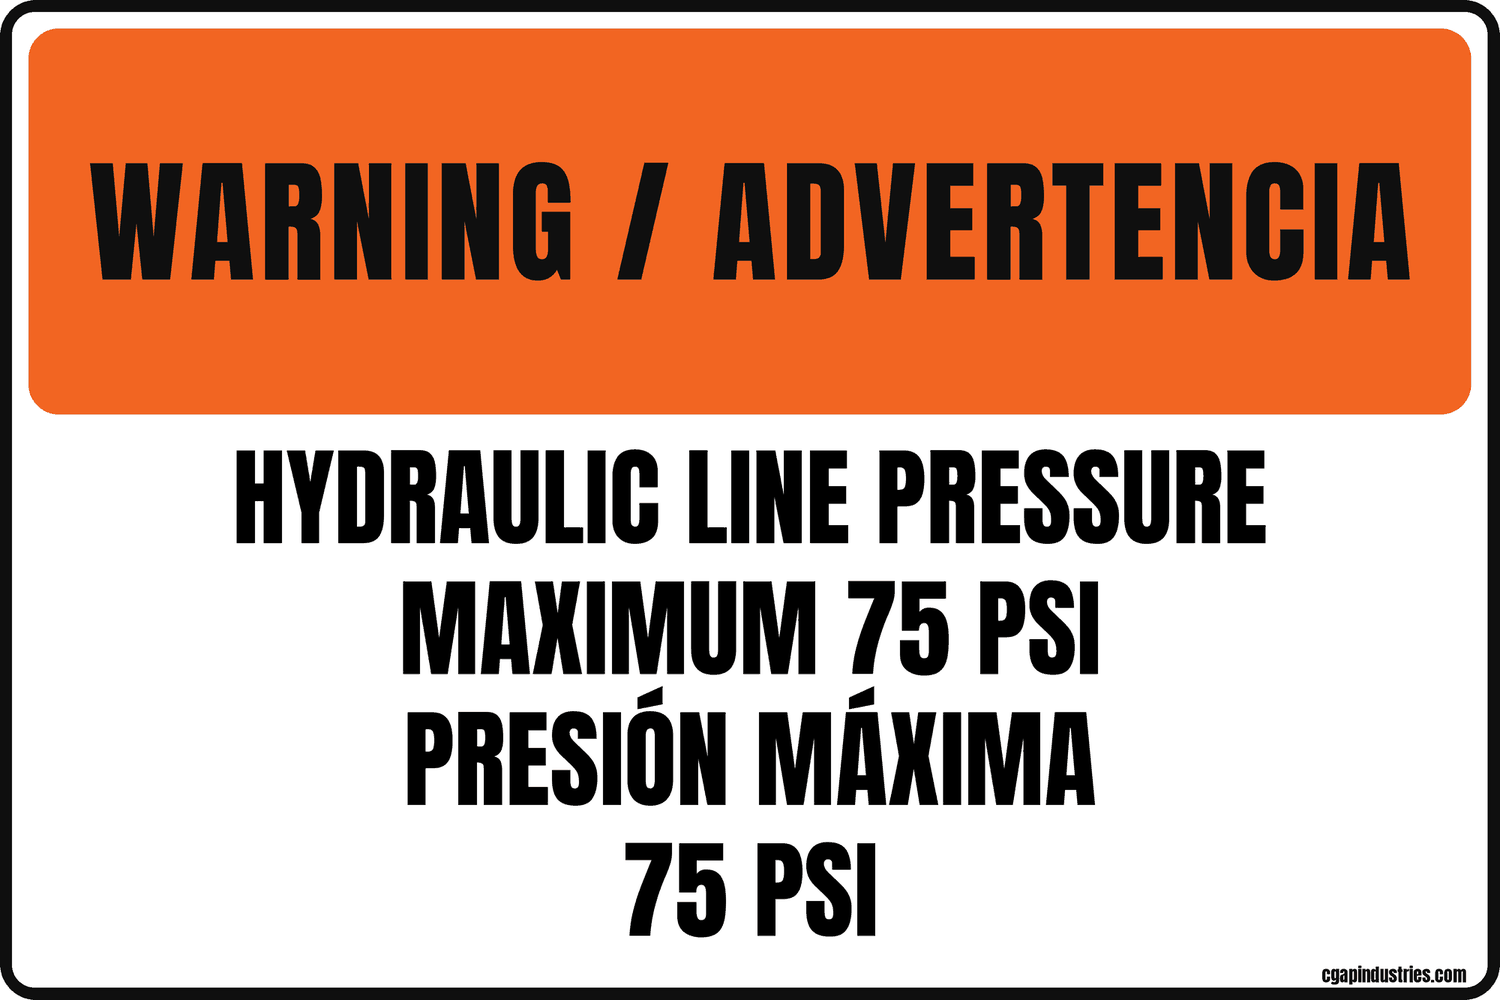 WARNING / ADVERTENCIA
HYDRAULIC LINE PRESSURE
MAXIMUM 75 PSI
PRESIÓN MÁXIMA
75 PSI
cgapindustries.com